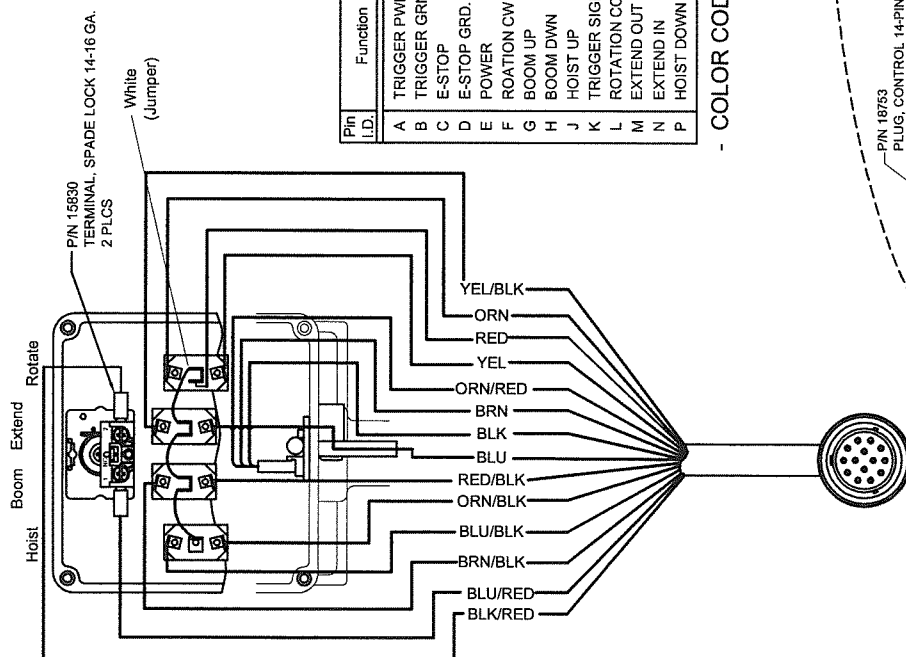 Hoist
Boom
Extend
Rotate
P/N 15830
TERMINAL, SPADE LOCK 14-16 GA.
2 PLCS
White
(Jumper)
Pin I.D. Function
A TRIGGER PWR
B TRIGGER GRN
C E-STOP
D E-STOP GRD.
E POWER
F ROATION CW
G BOOM UP
H BOOM DWN
J HOIST UP
K TRIGGER SIG
L ROTATION CC
M EXTEND OUT
N EXTEND IN
P HOIST DOWN
- COLOR COD
P/N 18753
PLUG, CONTROL 14-PIN
YEL/BLK
ORN
RED
YEL
ORN/RED
BRN
BLK
BLU
RED/BLK
ORN/BLK
BLU/BLK
BRN/BLK
BLU/RED
BLK/RED